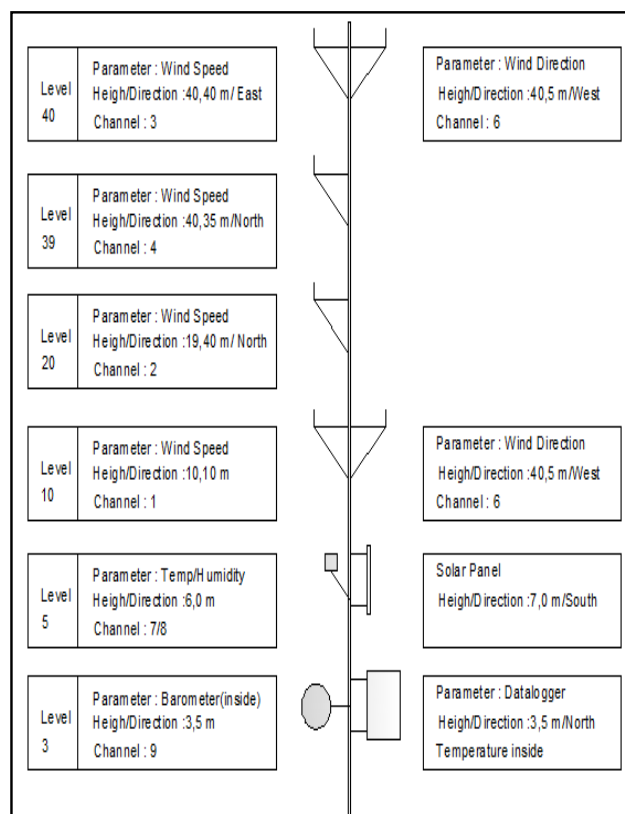 Level
40
Parameter : Wind Speed
Heigh/Direction :40,40 m/ East
Channel : 3
Parameter : Wind Direction
Heigh/Direction :40,5 m/West
Channel : 6
Level
39
Parameter : Wind Speed
Heigh/Direction :40,35 m/North
Channel : 4
Level
20
Parameter : Wind Speed
Heigh/Direction :19,40 m/ North
Channel : 2
Level
10
Parameter : Wind Speed
Heigh/Direction :10,10 m
Channel : 1
Parameter : Wind Direction
Heigh/Direction :40,5 m/West
Channel : 6
Level
5
Parameter : Temp/Humidity
Heigh/Direction :6,0 m
Channel : 7/8
Solar Panel
Heigh/Direction :7,0 m/South
Level
3
Parameter : Barometer(inside)
Heigh/Direction :3,5 m
Channel : 9
Parameter : Datalogger
Heigh/Direction :3,5 m/North
Temperature inside